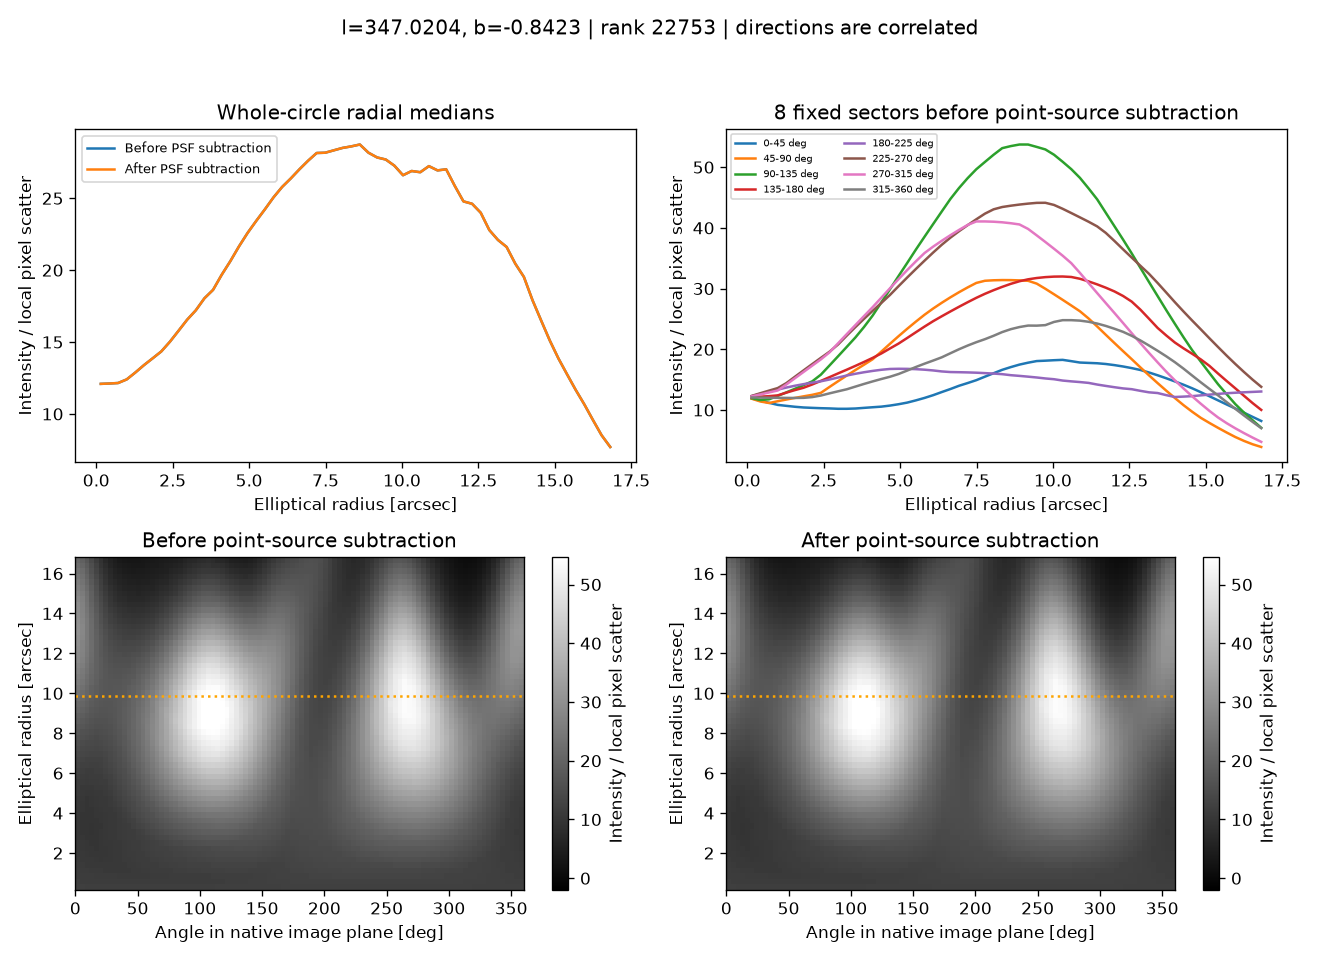 l=347.0204, b=-0.8423 | rank 22753 | directions are correlated
Whole-circle radial medians
Before PSF subtraction
After PSF subtraction
Intensity / local pixel scatter
25
20
15
10
0.0 2.5 5.0 7.5 10.0 12.5 15.0 17.5
Elliptical radius [arcsec]
8 fixed sectors before point-source subtraction
0-45 deg 180-225 deg
45-90 deg 225-270 deg
90-135 deg 270-315 deg
135-180 deg 315-360 deg
Intensity / local pixel scatter
50
40
30
20
10
0.0 2.5 5.0 7.5 10.0 12.5 15.0 17.5
Elliptical radius [arcsec]
Before point-source subtraction
Elliptical radius [arcsec]
16
14
12
10
8
6
4
2
0 50 100 150 200 250 300 350
Angle in native image plane [deg]
50
40
30
20
10
0
Intensity / local pixel scatter
After point-source subtraction
Elliptical radius [arcsec]
16
14
12
10
8
6
4
2
0 50 100 150 200 250 300 350
Angle in native image plane [deg]
50
40
30
20
10
0
Intensity / local pixel scatter